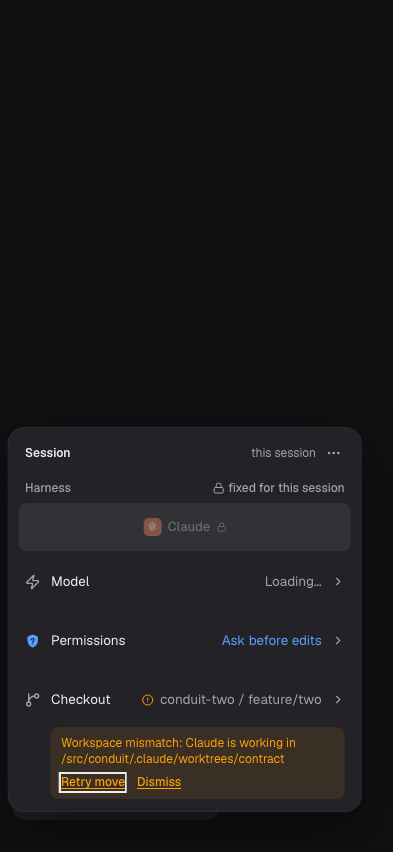 Session this session
Harness fixed for this session
Claude
Model Loading...
Permissions Ask before edits
Checkout conduit-two / feature/two
Workspace mismatch: Claude is working in
/src/conduit/.claude/worktrees/contract
Retry move Dismiss